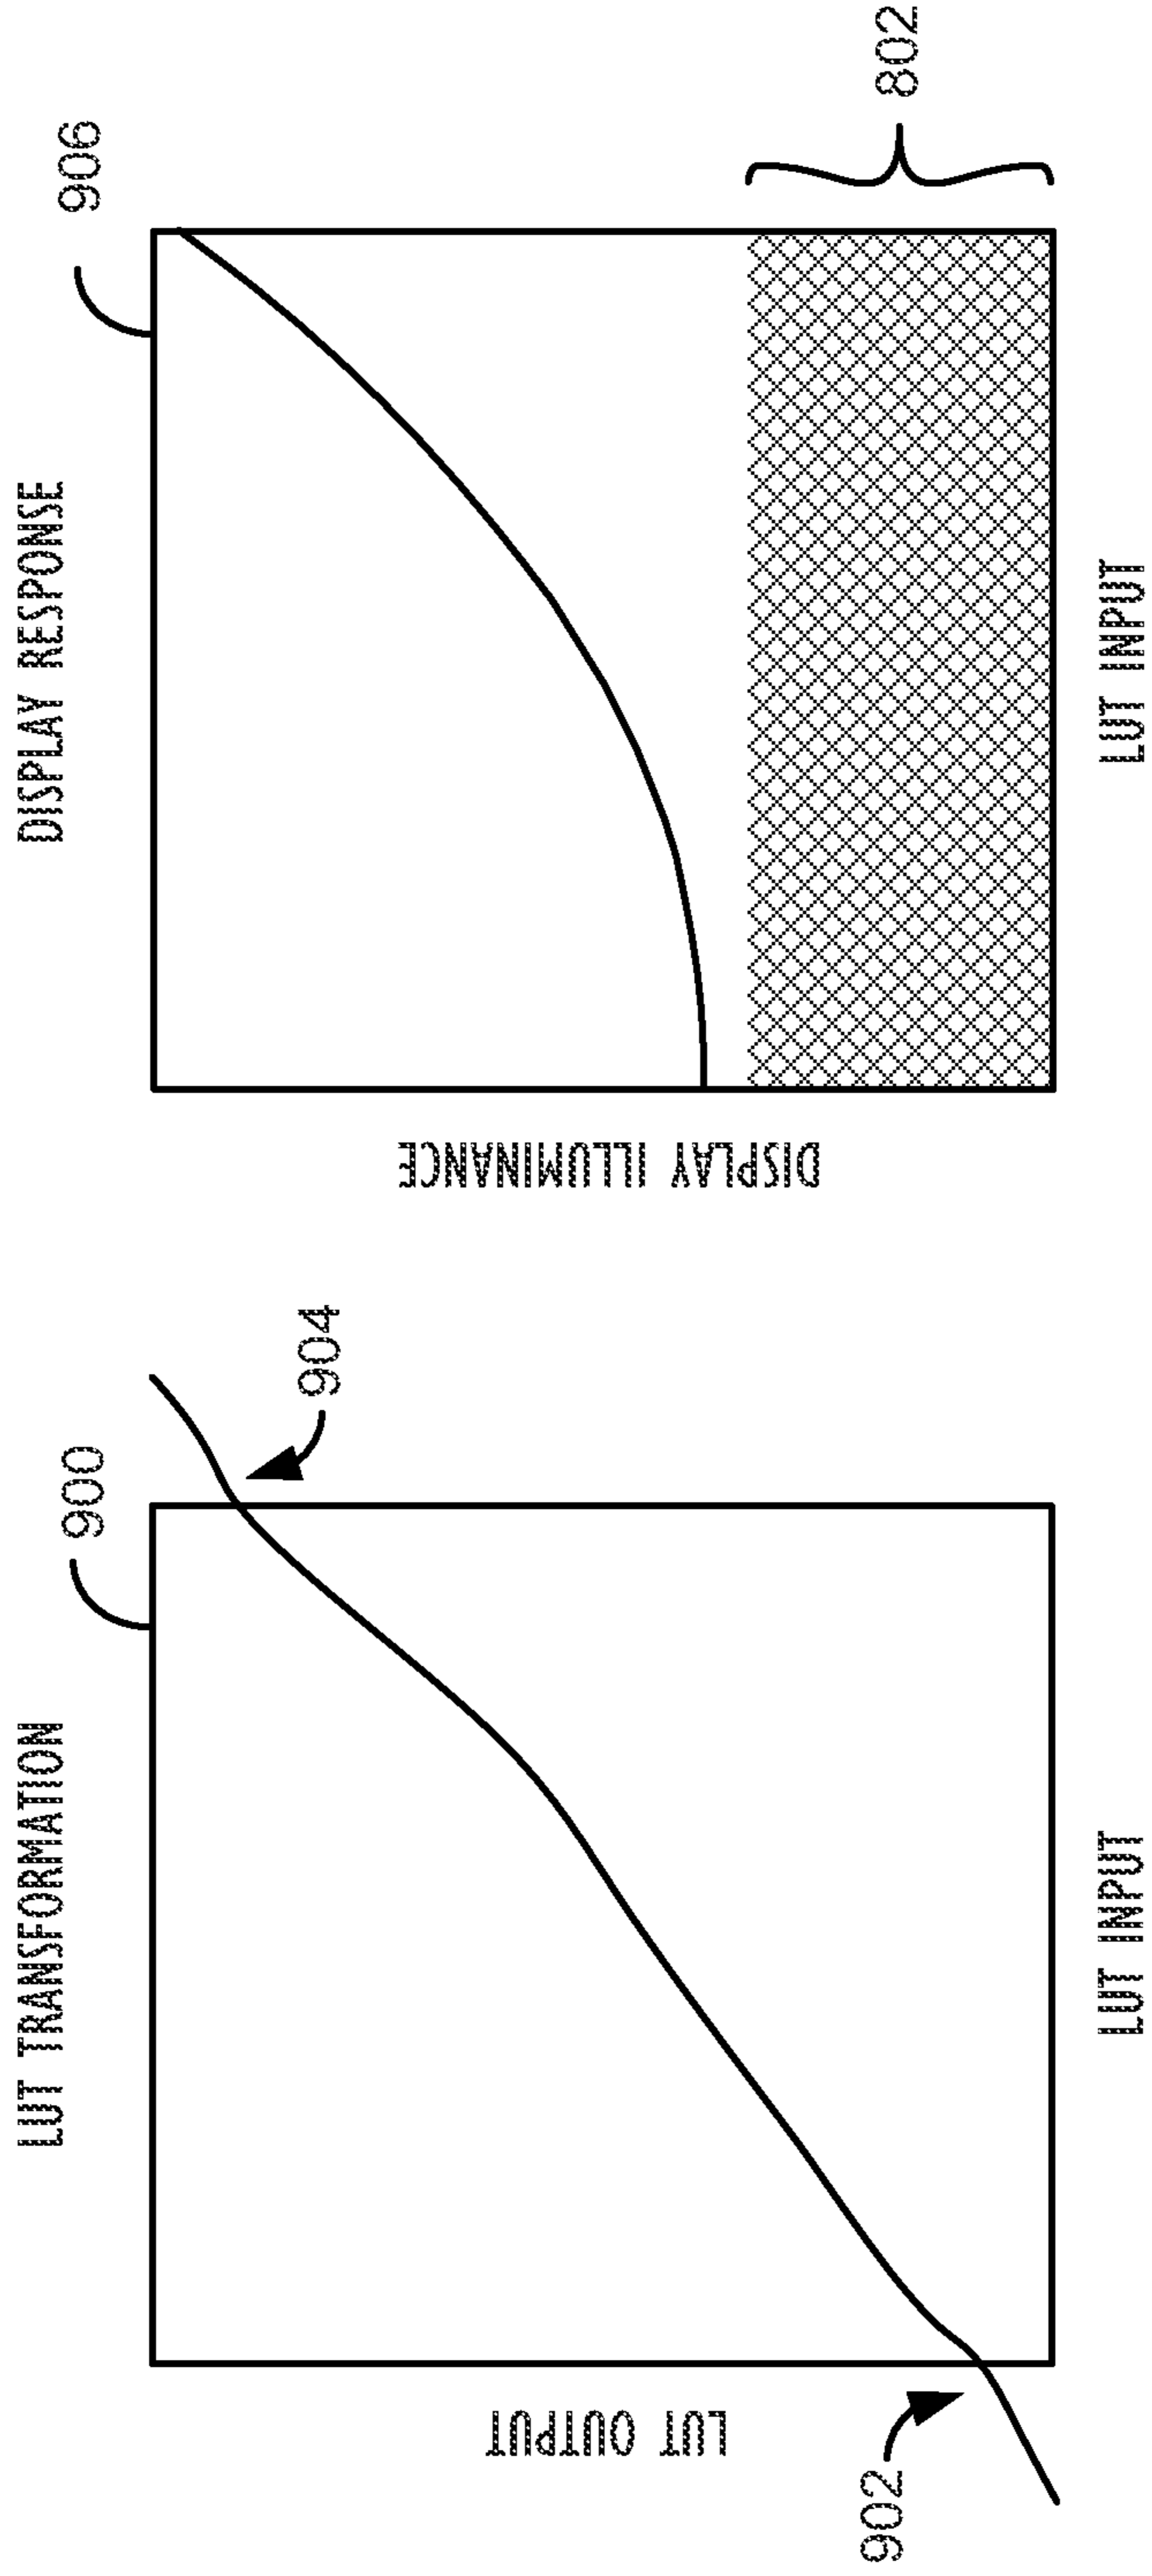 LUT TRANSFORMATION
900
904
LUT OUTPUT
902
LUT INPUT
DISPLAY RESPONSE
906
DISPLAY ILLUMINANCE
802
LUT INPUT